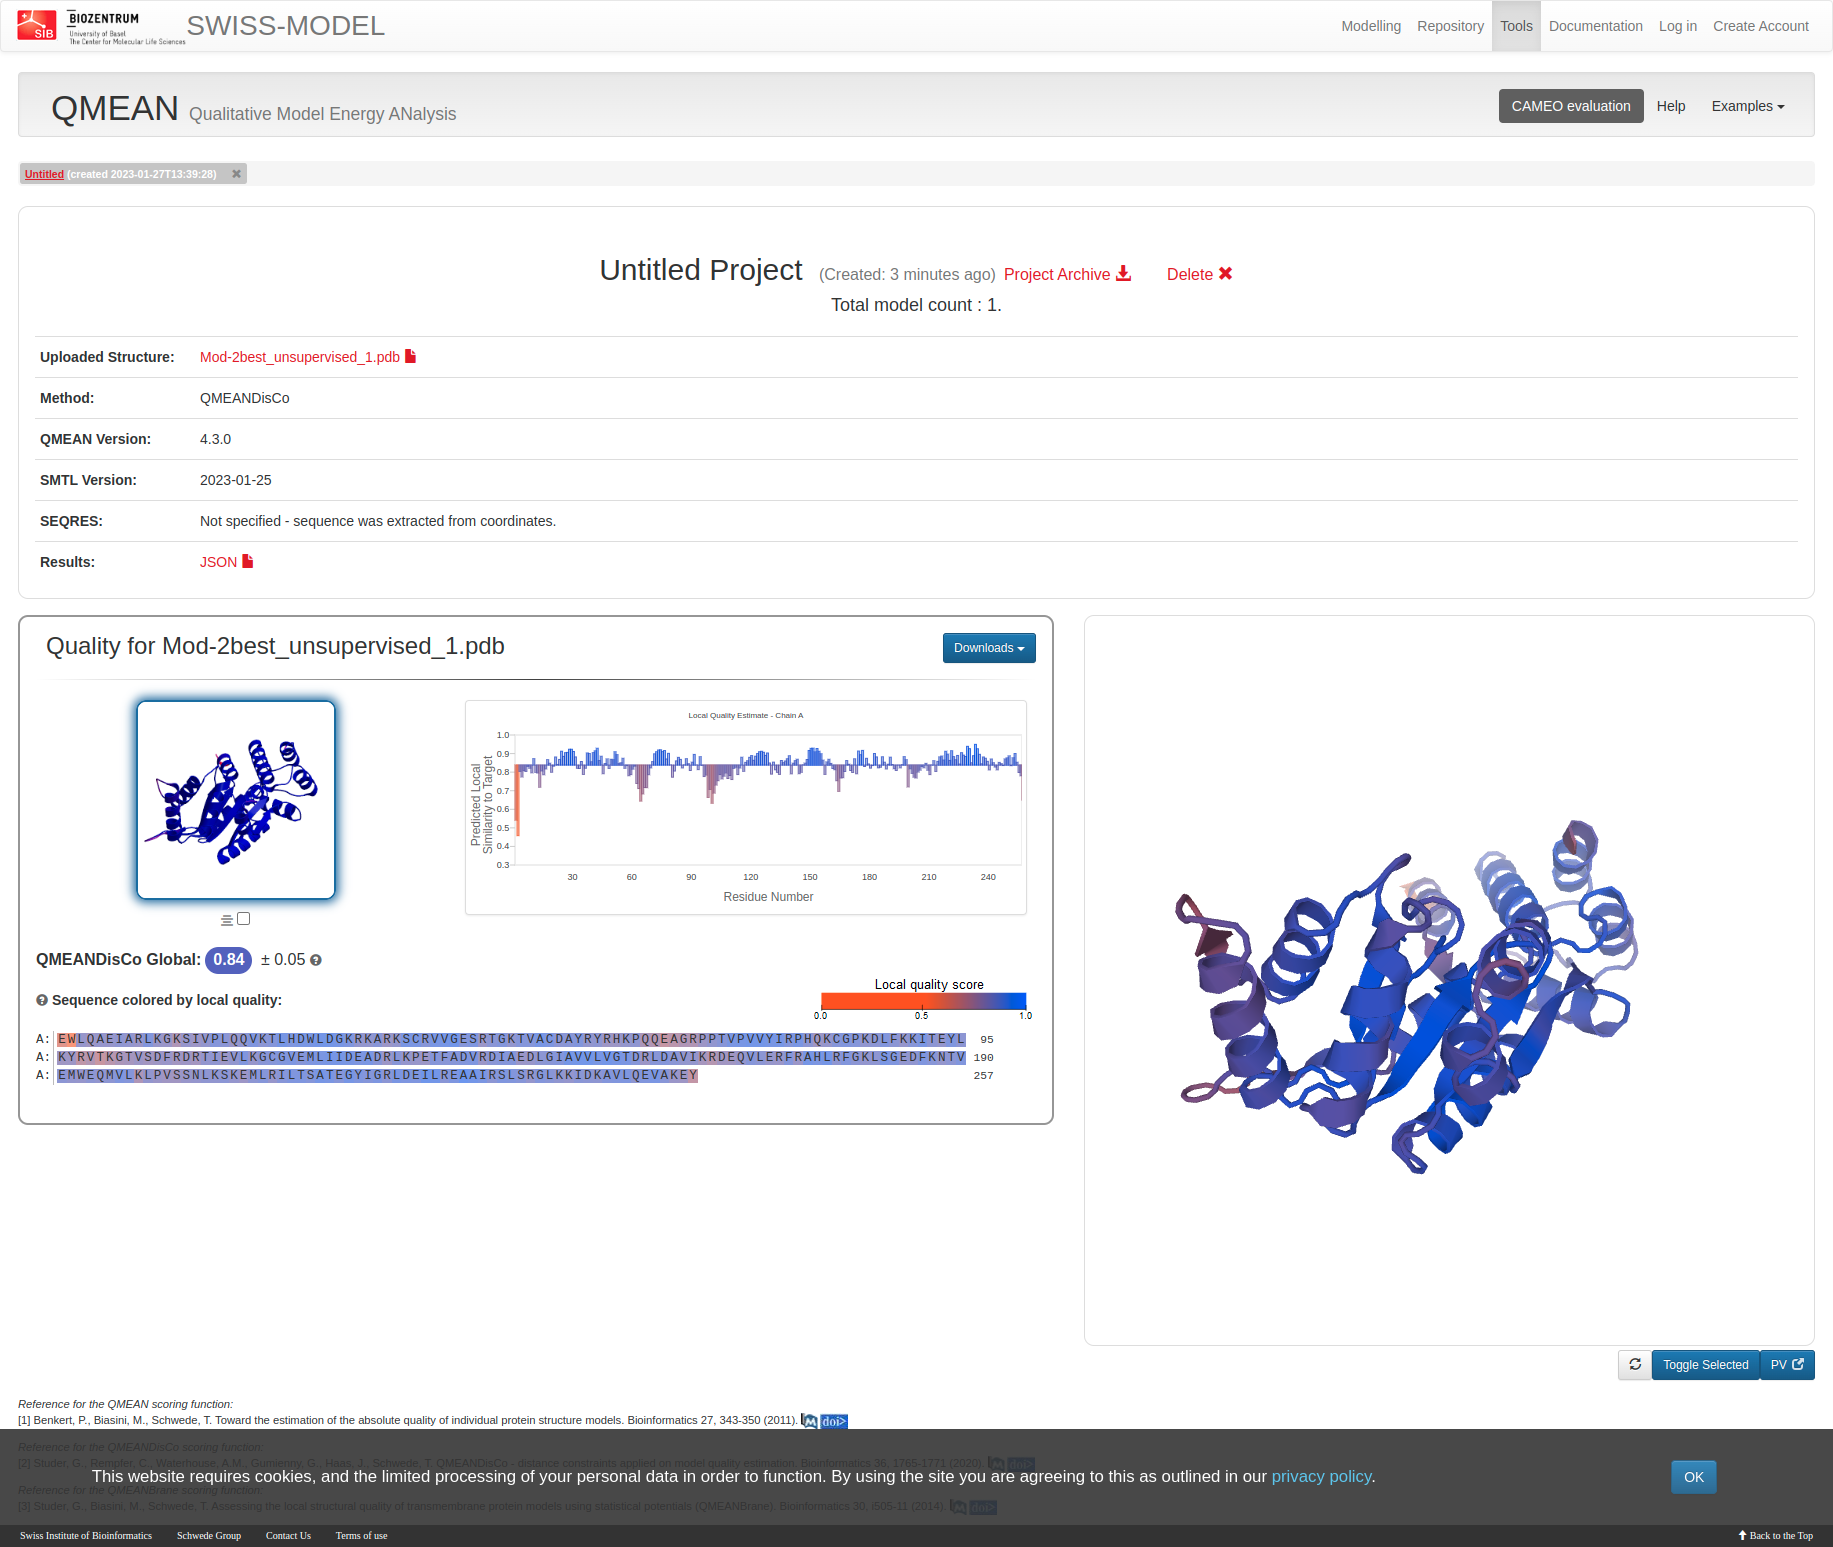 SIB BIOZENTRUM
University of Basel
The Center for Molecular Life Sciences
SWISS-MODEL
Modelling Repository Tools Documentation Log in Create Account
QMEAN Qualitative Model Energy ANalysis
CAMEO evaluation Help Examples
Untitled (created 2023-01-27T13:39:28) ✖
Untitled Project (Created: 3 minutes ago) Project Archive Delete ✖
Total model count : 1.
Uploaded Structure: Mod-2best_unsupervised_1.pdb
Method: QMEANDisCo
QMEAN Version: 4.3.0
SMTL Version: 2023-01-25
SEQRES: Not specified - sequence was extracted from coordinates.
Results: JSON
Quality for Mod-2best_unsupervised_1.pdb
Downloads
Local Quality Estimate - Chain A
Predicted Local
Similarity to Target
1.0
0.9
0.8
0.7
0.6
0.5
0.4
0.3
30 60 90 120 150 180 210 240
Residue Number
QMEANDisCo Global: 0.84 ± 0.05
Sequence colored by local quality:
Local quality score
0.0 0.5 1.0
A: EWLQAEIARLKGKSIVPLQQVKTLHDWLDGKRKARKSCRVVGESRTGKTVACDAYRYRHKPQQEAGRPPTVPVVYIRPHQKCGPKDLFKKITEYL 95
A: KYRVTKGTVSDFRDRTIEVLKGCGVEMLIIDEADRLKPETFADVRDIAEDLGIAVVLVGTDRLDAVIKRDEQVLERFRAHLRFGKLSGEDFKNTV 190
A: EMWEQMVLKLPVSSNLKSKEMLRILTSATEGYIGRLDEILREAAIRSLSRGLKKIDKAVLQEVAKEY 257
Toggle Selected PV
Reference for the QMEAN scoring function:
[1] Benkert, P., Biasini, M., Schwede, T. Toward the estimation of the absolute quality of individual protein structure models. Bioinformatics 27, 343-350 (2011). M doi>
Reference for the QMEANDisCo scoring function:
[2] Studer, G., Rempfer, C., Waterhouse, A.M., Gumienny, G., Haas, J., Schwede, T. QMEANDisCo - distance constraints applied on model quality estimation. Bioinformatics 36, 1765-1771 (2020). M doi>
This website requires cookies, and the limited processing of your personal data in order to function. By using the site you are agreeing to this as outlined in our privacy policy.
OK
Reference for the QMEANBrane scoring function:
[3] Studer, G., Biasini, M., Schwede, T. Assessing the local structural quality of transmembrane protein models using statistical potentials (QMEANBrane). Bioinformatics 30, i505-11 (2014). M doi>
Swiss Institute of Bioinformatics Schwede Group Contact Us Terms of use
Back to the Top